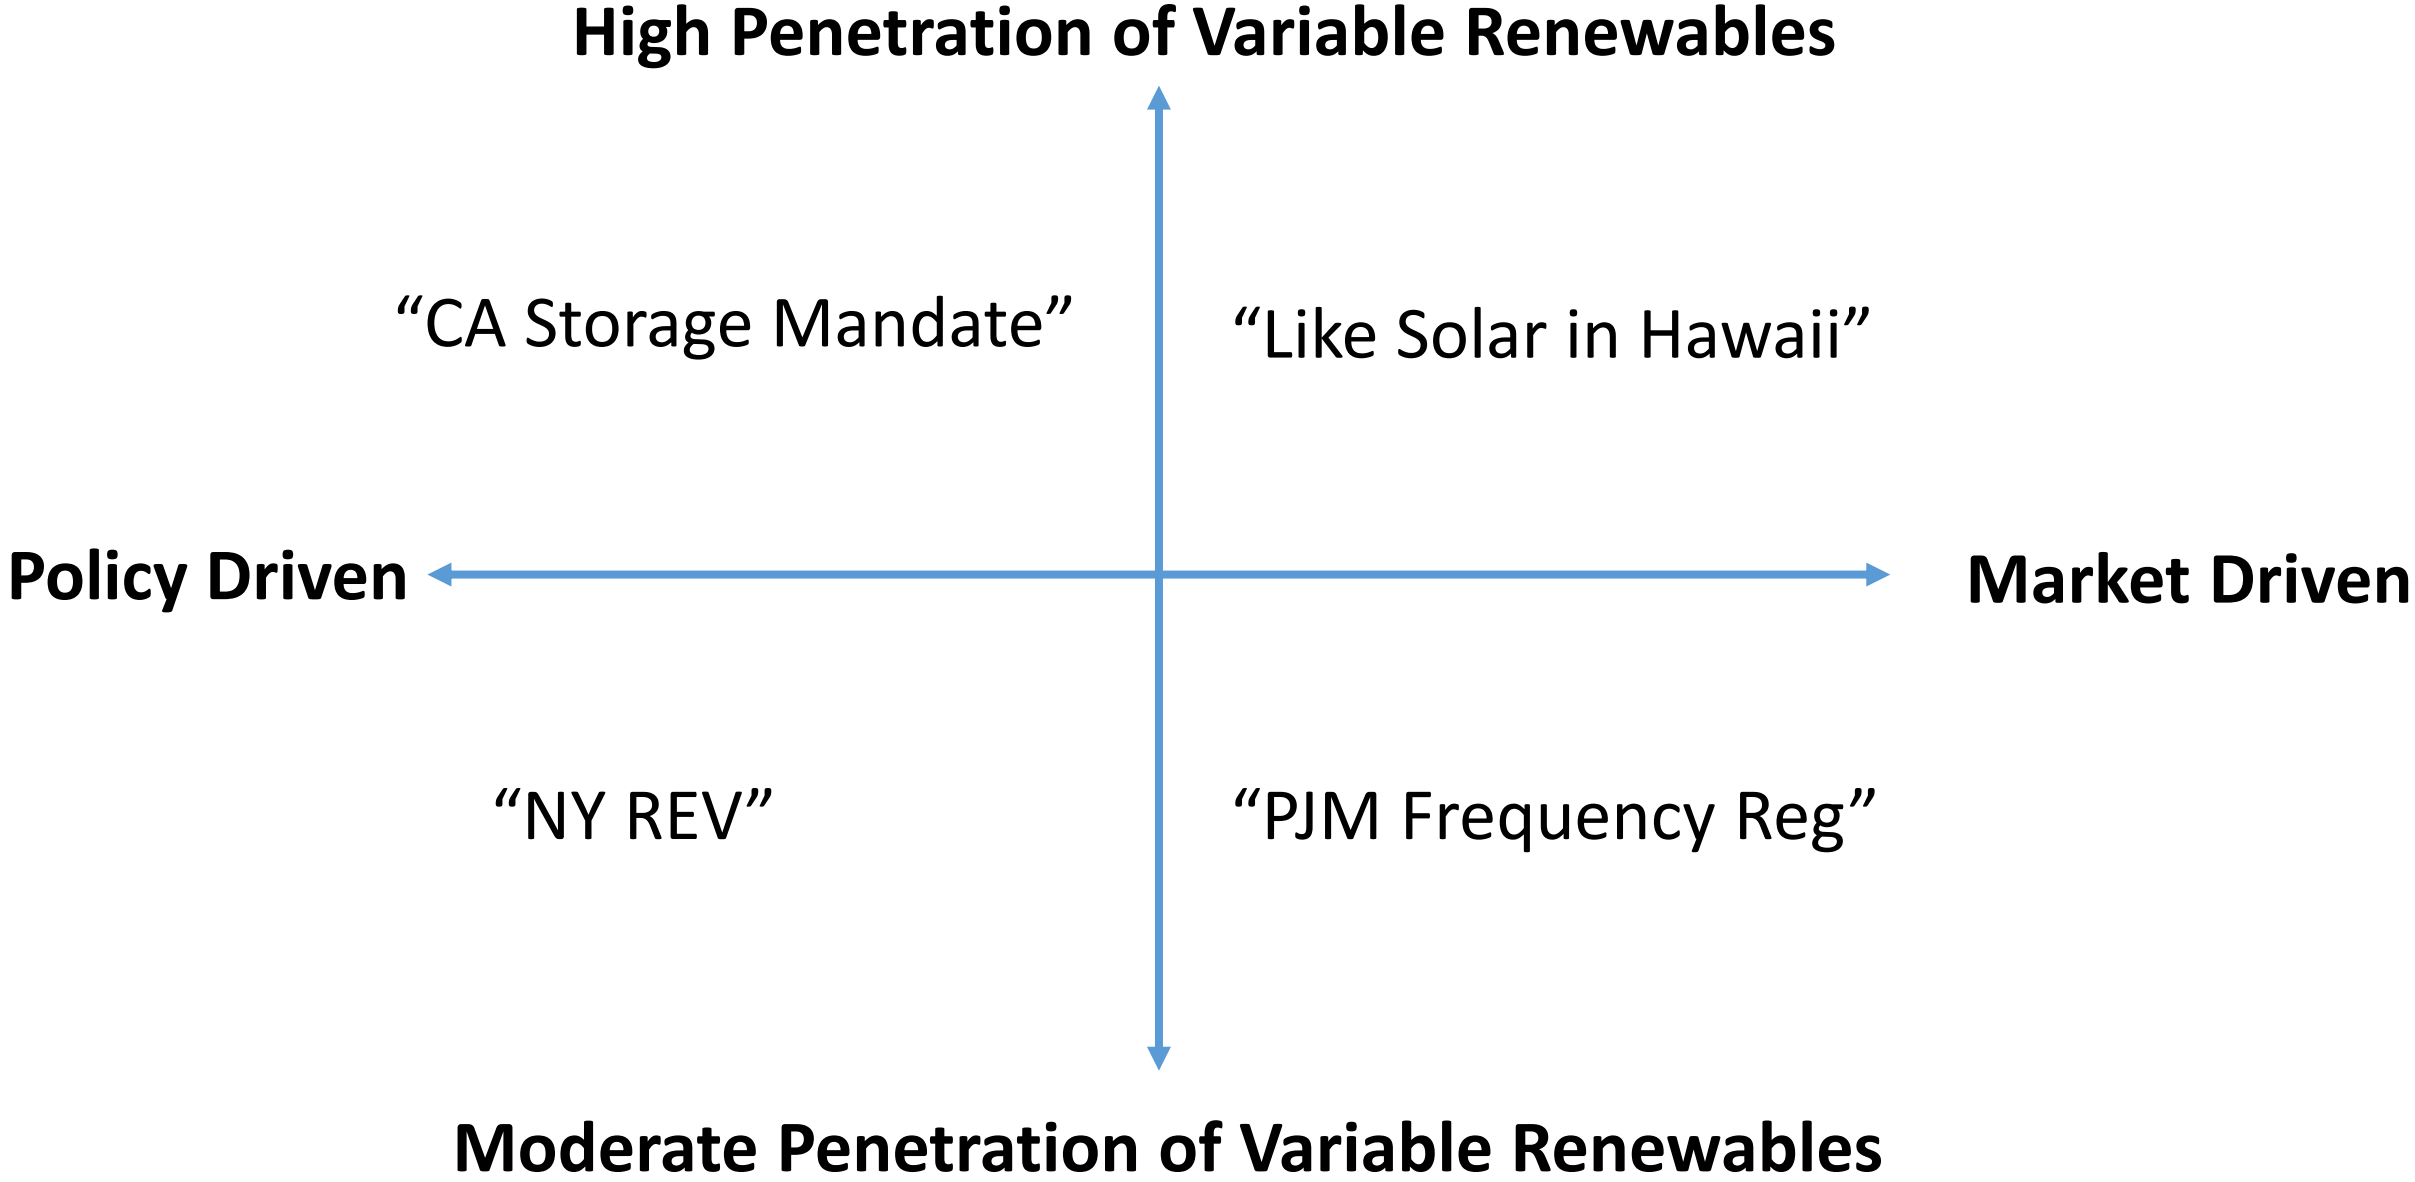 High Penetration of Variable Renewables
“CA Storage Mandate”
“Like Solar in Hawaii”
Policy Driven
Market Driven
“NY REV”
“PJM Frequency Reg”
Moderate Penetration of Variable Renewables